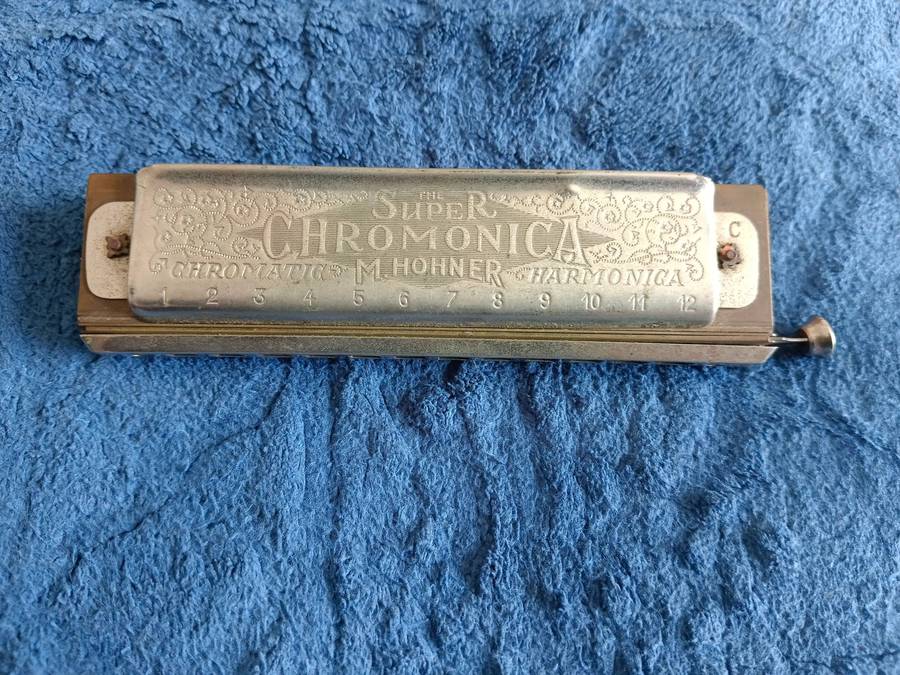 THE
SUPER
CHROMONICA
CHROMATIC M. HOHNER HARMONICA
1 2 3 4 5 6 7 8 9 10 11 12
C